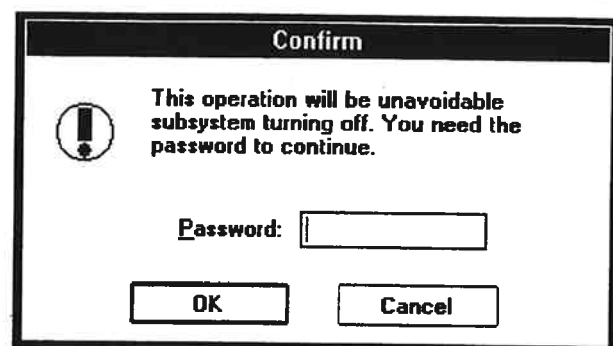 Confirm
This operation will be unavoidable
subsystem turning off. You need the
password to continue.
Password:
OK Cancel